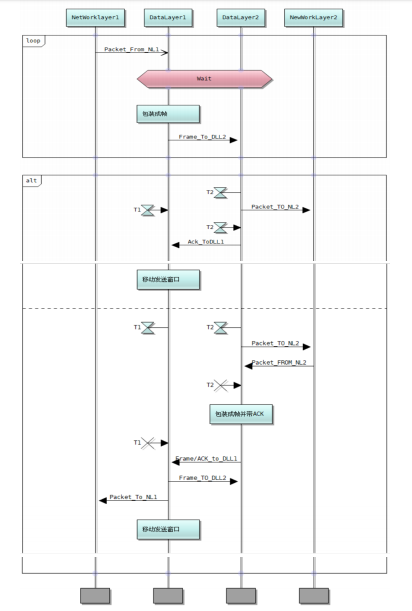 NetWorklayer1 DataLayer1 DataLayer2 NewWorkLayer2
loop
Packet_From_NL1
Wait
包装成帧
Frame_To_DLL2
alt
T2
T1 Packet_TO_NL2
T2
Ack_ToDLL1
移动发送窗口
T1 T2
Packet_TO_NL2
Packet_FROM_NL2
T2
包装成帧并带ACK
T1
Frame/ACK_to_DLL1
Frame_TO_DLL2
Packet_To_NL1
移动发送窗口